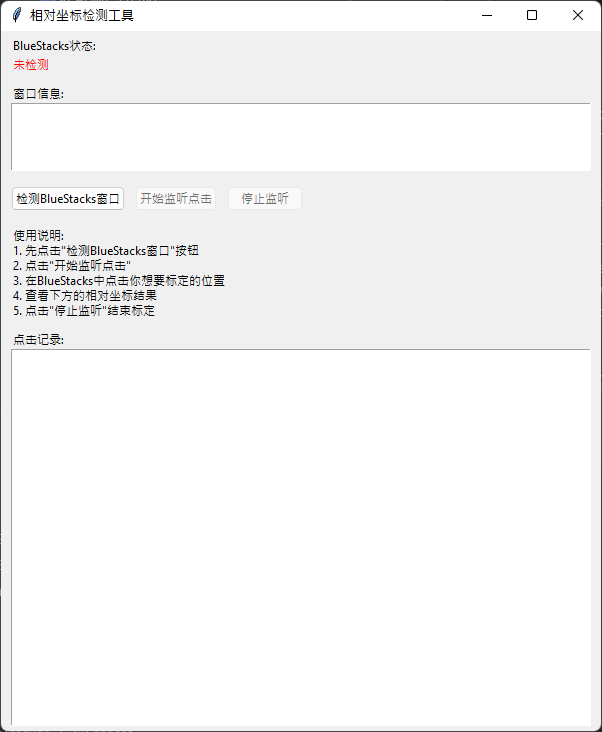 相对坐标检测工具
BlueStacks状态:
未检测
窗口信息:
检测BlueStacks窗口 开始监听点击 停止监听
使用说明:
1. 先点击"检测BlueStacks窗口"按钮
2. 点击"开始监听点击"
3. 在BlueStacks中点击你想要标定的位置
4. 查看下方的相对坐标结果
5. 点击"停止监听"结束标定
点击记录: